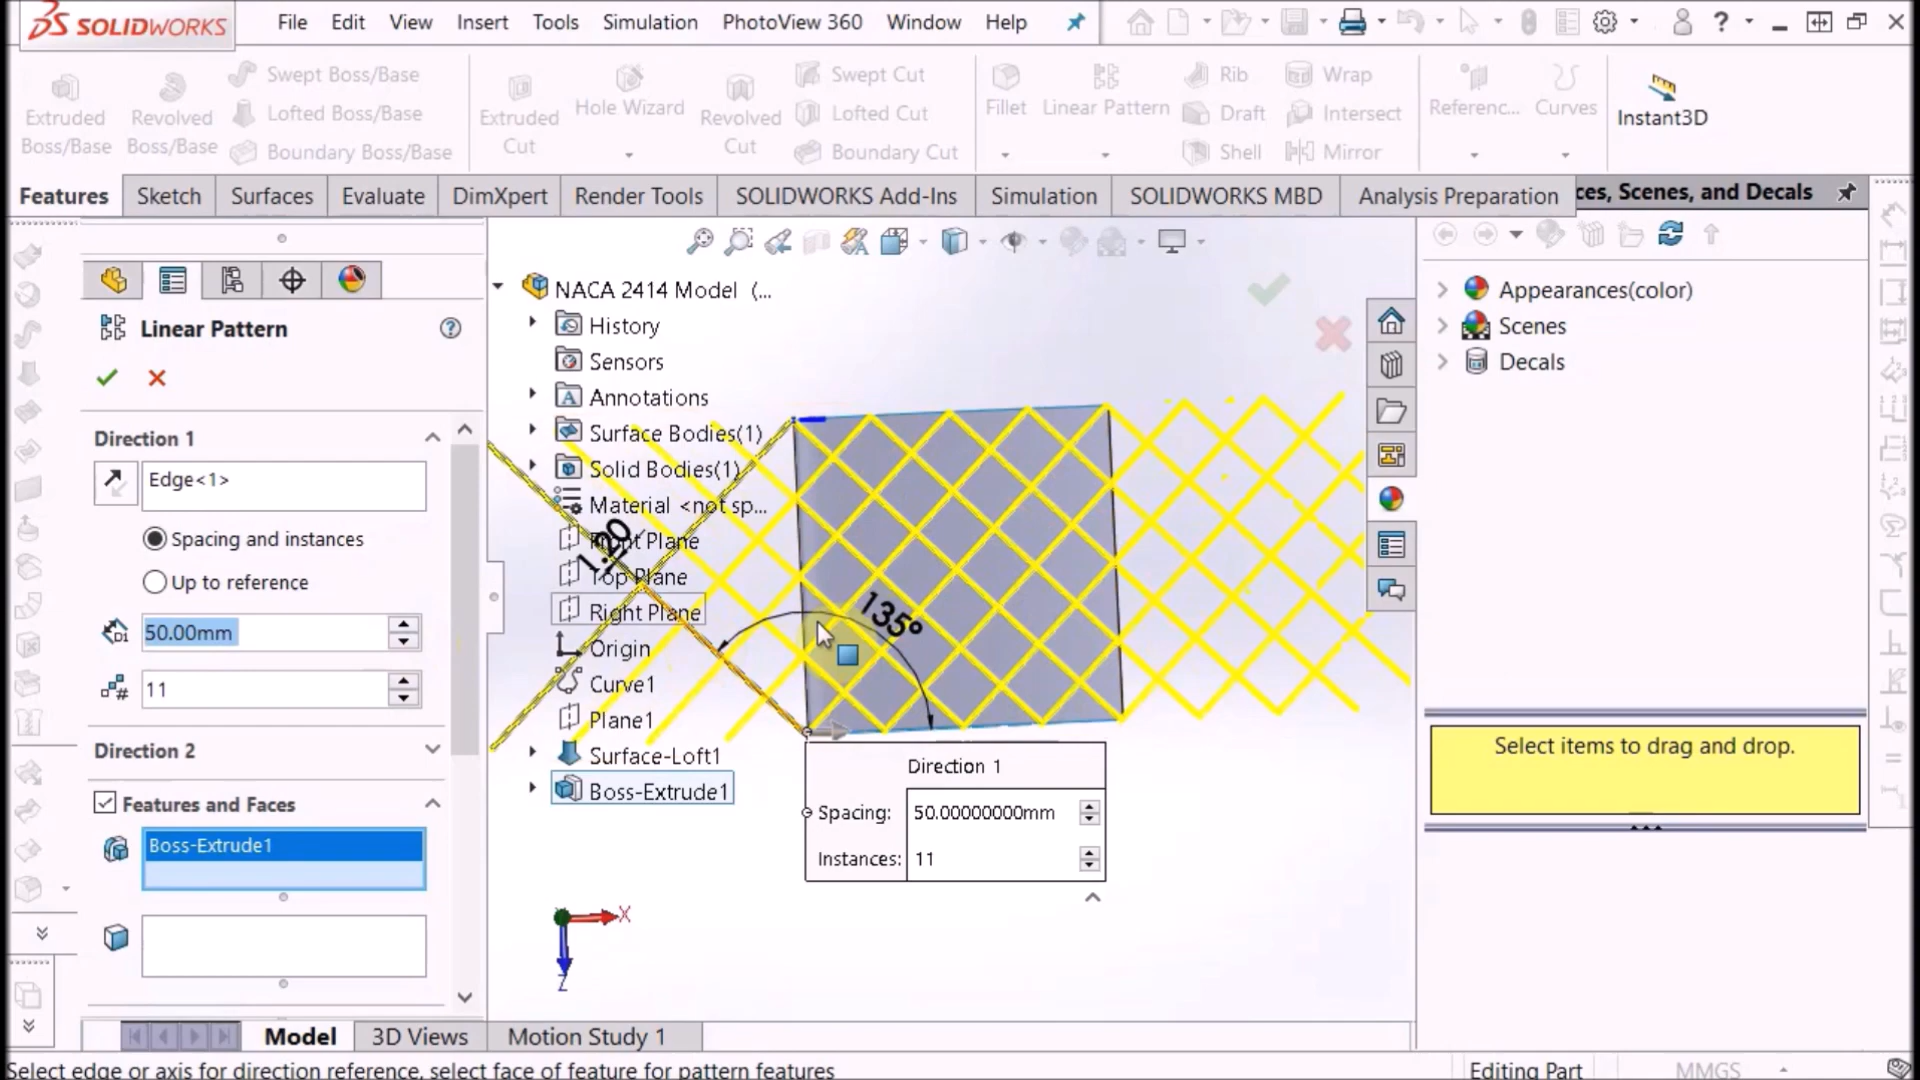 SOLIDWORKS
File Edit View Insert Tools Simulation PhotoView 360 Window Help
Extruded Boss/Base
Revolved Boss/Base
Swept Boss/Base
Lofted Boss/Base
Boundary Boss/Base
Extruded Cut
Hole Wizard
Revolved Cut
Swept Cut
Lofted Cut
Boundary Cut
Fillet
Linear Pattern
Rib
Draft
Shell
Wrap
Intersect
Mirror
Referenc...
Curves
Instant3D
Features Sketch Surfaces Evaluate DimXpert Render Tools SOLIDWORKS Add-Ins Simulation SOLIDWORKS MBD Analysis Preparation
ces, Scenes, and Decals
Linear Pattern
Direction 1
Edge<1>
Spacing and instances
Up to reference
D1
50.00mm
11
Direction 2
Features and Faces
Boss-Extrude1
NACA 2414 Model (...
History
Sensors
Annotations
Surface Bodies(1)
Solid Bodies(1)
Material <not sp...
Front Plane
Top Plane
Right Plane
Origin
Curve1
Plane1
Surface-Loft1
Boss-Extrude1
1.20
135°
Direction 1
Spacing: 50.00000000mm
Instances: 11
X
Z
Appearances(color)
Scenes
Decals
Select items to drag and drop.
Model 3D Views Motion Study 1
Select edge or axis for direction reference, select face of feature for pattern features
Editing Part
MMGS